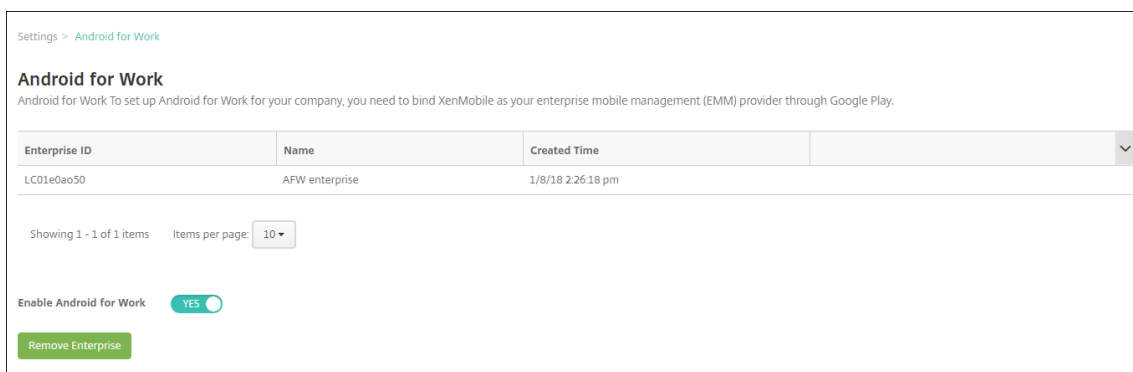 Settings > Android for Work
Android for Work
Android for Work To set up Android for Work for your company, you need to bind XenMobile as your enterprise mobile management (EMM) provider through Google Play.
Enterprise ID Name Created Time
LC01e0ao50 AFW enterprise 1/8/18 2:26:18 pm
Showing 1 - 1 of 1 items Items per page: 10
Enable Android for Work YES
Remove Enterprise